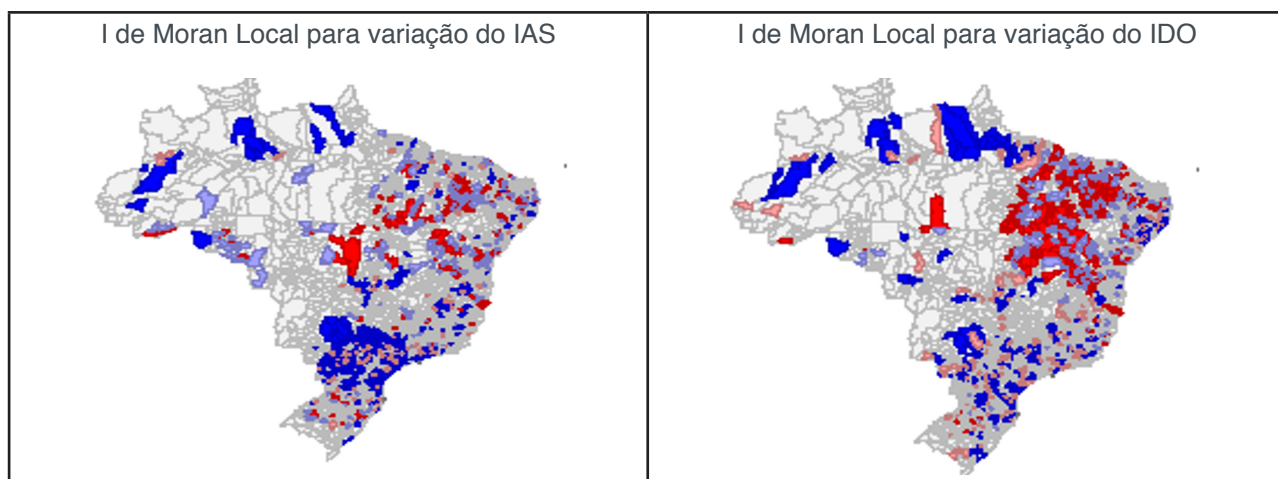 I de Moran Local para variação do IAS
I de Moran Local para variação do IDO